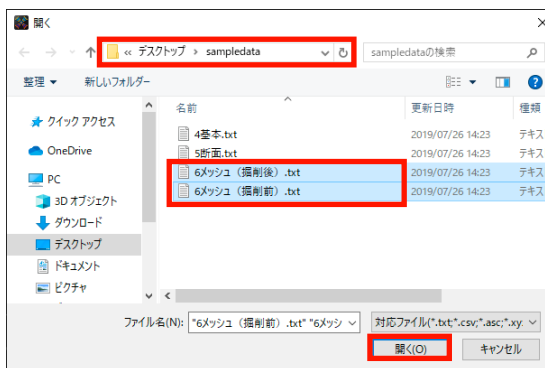 開く
« デスクトップ › sampledata
sampledataの検索
整理 新しいフォルダー
名前 更新日時 種類
クイック アクセス
OneDrive
PC
3D オブジェクト
ダウンロード
デスクトップ
ドキュメント
ピクチャ
4基本.txt 2019/07/26 14:23 テキス
5断面.txt 2019/07/26 14:23 テキス
6メッシュ（掘削後）.txt 2019/07/26 14:23 テキス
6メッシュ（掘削前）.txt 2019/07/26 14:23 テキス
ファイル名(N): "6メッシュ（掘削前）.txt" "6メッシ 対応ファイル(*.txt;*.csv;*.asc;*.xy:
開く(O) キャンセル